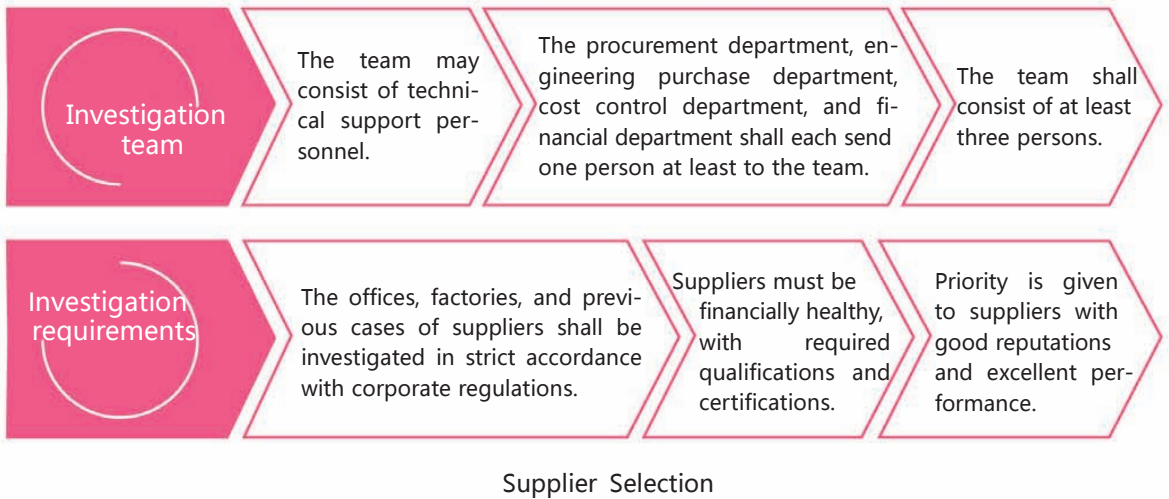 Investigation
team
The team may
consist of techni-
cal support per-
sonnel.
The procurement department, en-
gineering purchase department,
cost control department, and fi-
nancial department shall each send
one person at least to the team.
The team shall
consist of at least
three persons.
Investigation
requirements
The offices, factories, and previ-
ous cases of suppliers shall be
investigated in strict accordance
with corporate regulations.
Suppliers must be
financially healthy,
with required
qualifications and
certifications.
Priority is given
to suppliers with
good reputations
and excellent per-
formance.
Supplier Selection